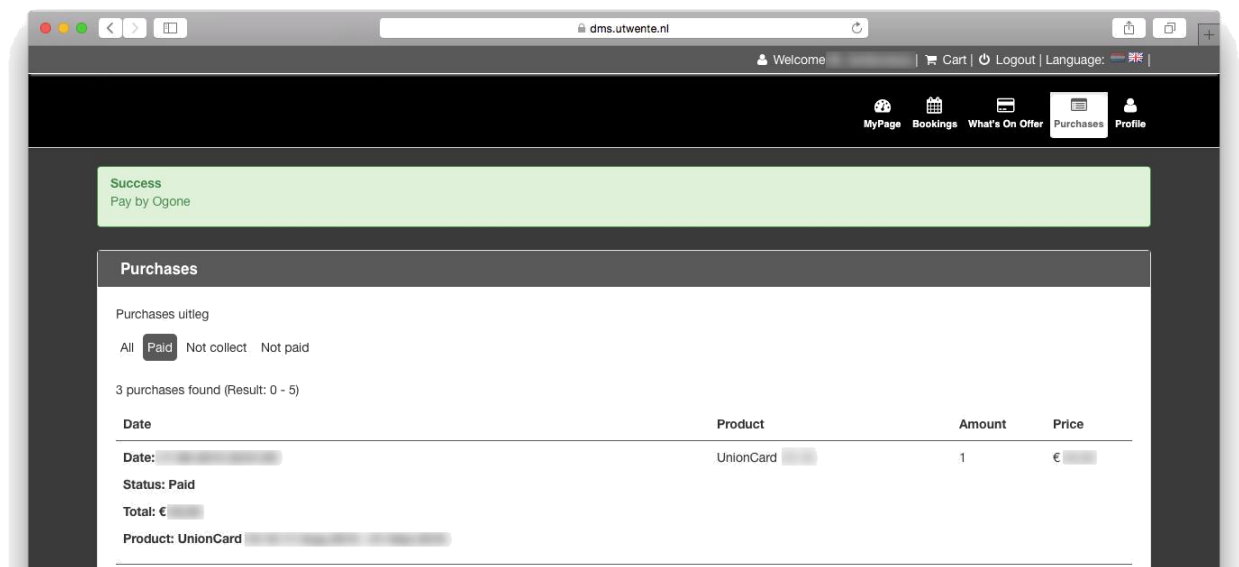 dms.utwente.nl
Welcome | Cart | Logout | Language: |
MyPage Bookings What's On Offer Purchases Profile
Success
Pay by Ogone
Purchases
Purchases uitleg
All Paid Not collect Not paid
3 purchases found (Result: 0 - 5)
Date Product Amount Price
Date: UnionCard 1 €
Status: Paid
Total: €
Product: UnionCard